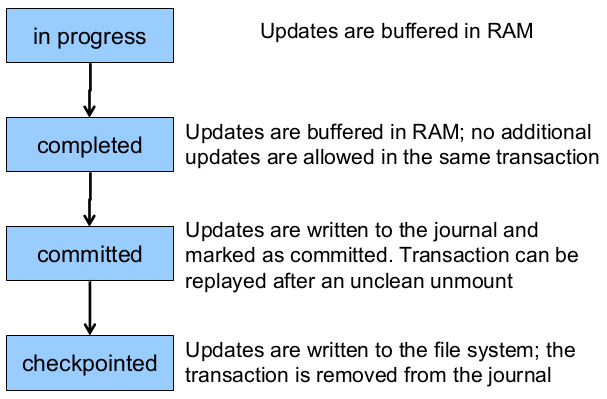 in progress
Updates are buffered in RAM
completed
Updates are buffered in RAM; no additional
updates are allowed in the same transaction
committed
Updates are written to the journal and
marked as committed. Transaction can be
replayed after an unclean unmount
checkpointed
Updates are written to the file system; the
transaction is removed from the journal